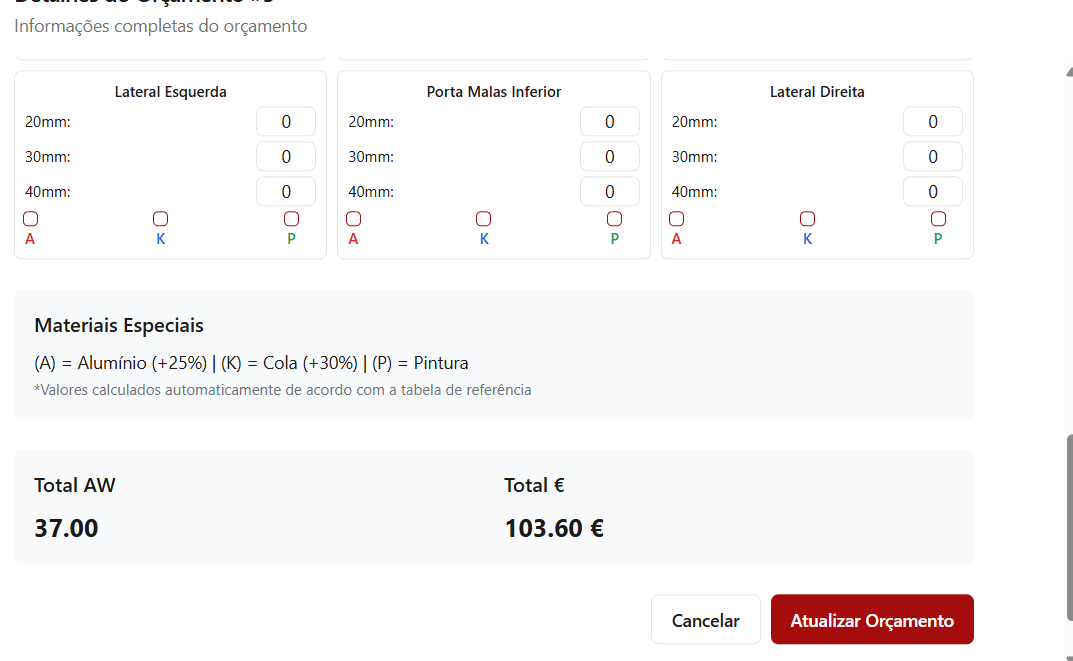 Informações completas do orçamento
Lateral Esquerda
20mm: 0
30mm: 0
40mm: 0
A K P
Porta Malas Inferior
20mm: 0
30mm: 0
40mm: 0
A K P
Lateral Direita
20mm: 0
30mm: 0
40mm: 0
A K P
Materiais Especiais
(A) = Alumínio (+25%) | (K) = Cola (+30%) | (P) = Pintura
*Valores calculados automaticamente de acordo com a tabela de referência
Total AW
37.00
Total €
103.60 €
Cancelar
Atualizar Orçamento